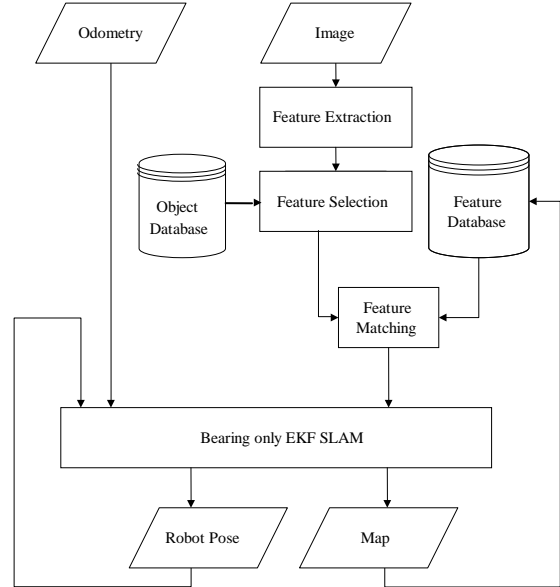 Odometry
Image
Feature Extraction
Object
Database
Feature Selection
Feature
Database
Feature
Matching
Bearing only EKF SLAM
Robot Pose
Map